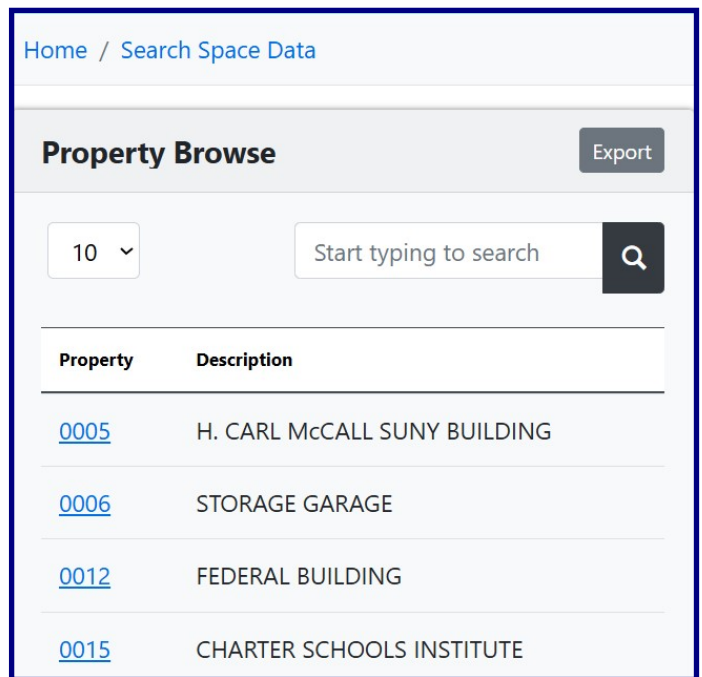 Home / Search Space Data
Property Browse
Export
10
Start typing to search
Property Description
0005 H. CARL McCALL SUNY BUILDING
0006 STORAGE GARAGE
0012 FEDERAL BUILDING
0015 CHARTER SCHOOLS INSTITUTE